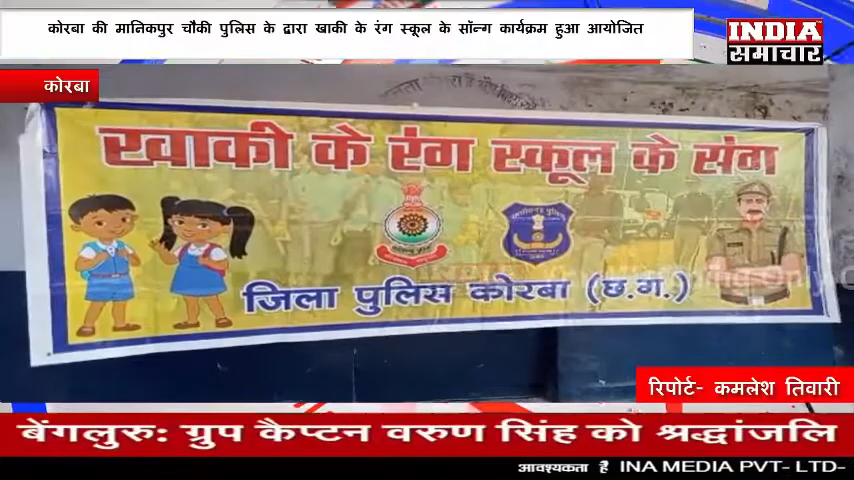 कोरबा की मानिकपुर चौकी पुलिस के द्वारा खाकी के रंग स्कूल के सॉन्ग कार्यक्रम हुआ आयोजित
INDIA
समाचार
कोरबा
खाकी के रंग स्कूल के संग
जिला पुलिस कोरबा (छ.ग.)
रिपोर्ट- कमलेश तिवारी
बेंगलुरु: ग्रुप कैप्टन वरुण सिंह को श्रद्धांजलि
आवश्यकता है INA MEDIA PVT- LTD-